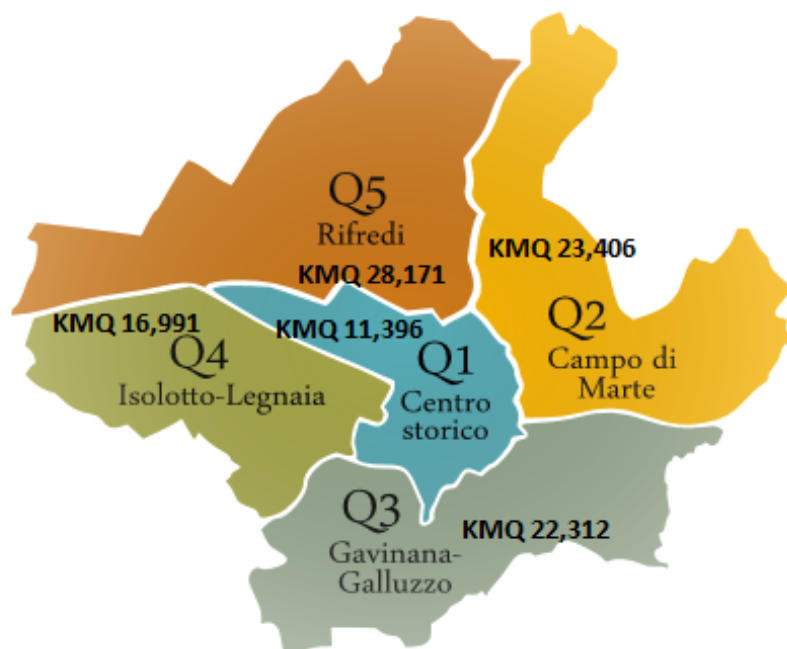 Q5
Rifredi
KMQ 28,171
KMQ 23,406
Q2
Campo di
Marte
KMQ 16,991
Q4
Isolotto-Legnaia
KMQ 11,396
Q1
Centro
storico
Q3
Gavinana-
Galluzzo
KMQ 22,312